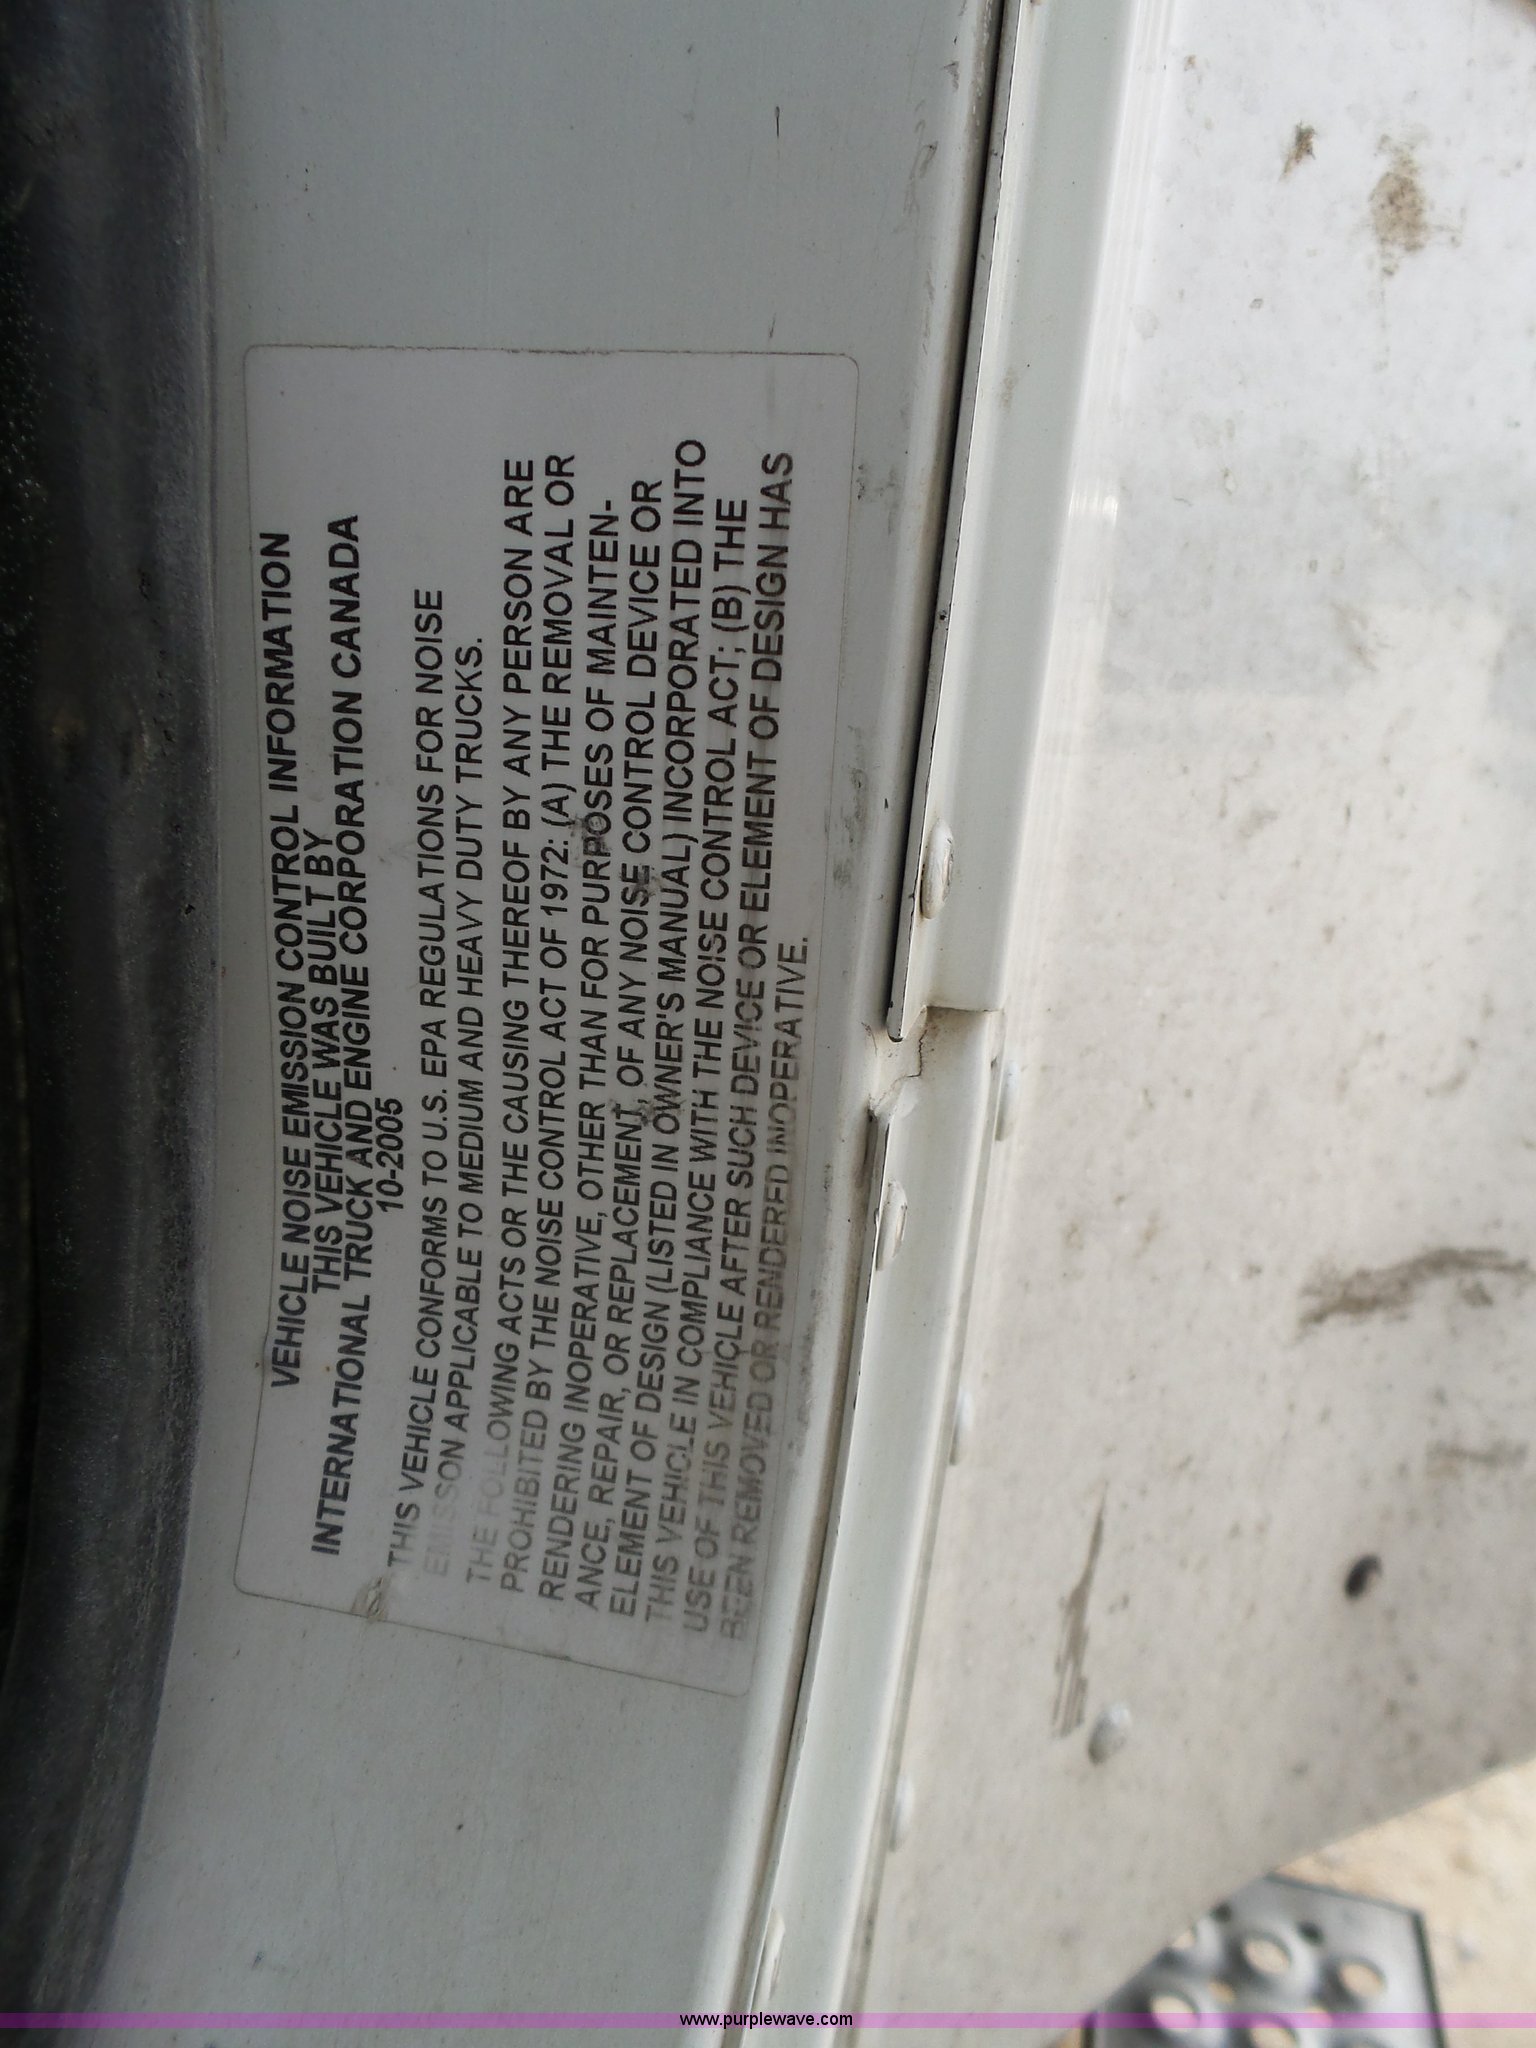 VEHICLE NOISE EMISSION CONTROL INFORMATION
THIS VEHICLE WAS BUILT BY
INTERNATIONAL TRUCK AND ENGINE CORPORATION CANADA
10-2005
THIS VEHICLE CONFORMS TO U.S. EPA REGULATIONS FOR NOISE
EMISSON APPLICABLE TO MEDIUM AND HEAVY DUTY TRUCKS.
THE FOLLOWING ACTS OR THE CAUSING THEREOF BY ANY PERSON ARE
PROHIBITED BY THE NOISE CONTROL ACT OF 1972: (A) THE REMOVAL OR
RENDERING INOPERATIVE, OTHER THAN FOR PURPOSES OF MAINTEN-
ANCE, REPAIR, OR REPLACEMENT, OF ANY NOISE CONTROL DEVICE OR
ELEMENT OF DESIGN (LISTED IN OWNER'S MANUAL) INCORPORATED INTO
THIS VEHICLE IN COMPLIANCE WITH THE NOISE CONTROL ACT; (B) THE
USE OF THIS VEHICLE AFTER SUCH DEVICE OR ELEMENT OF DESIGN HAS
BEEN REMOVED OR RENDERED INOPERATIVE.
www.purplewave.com